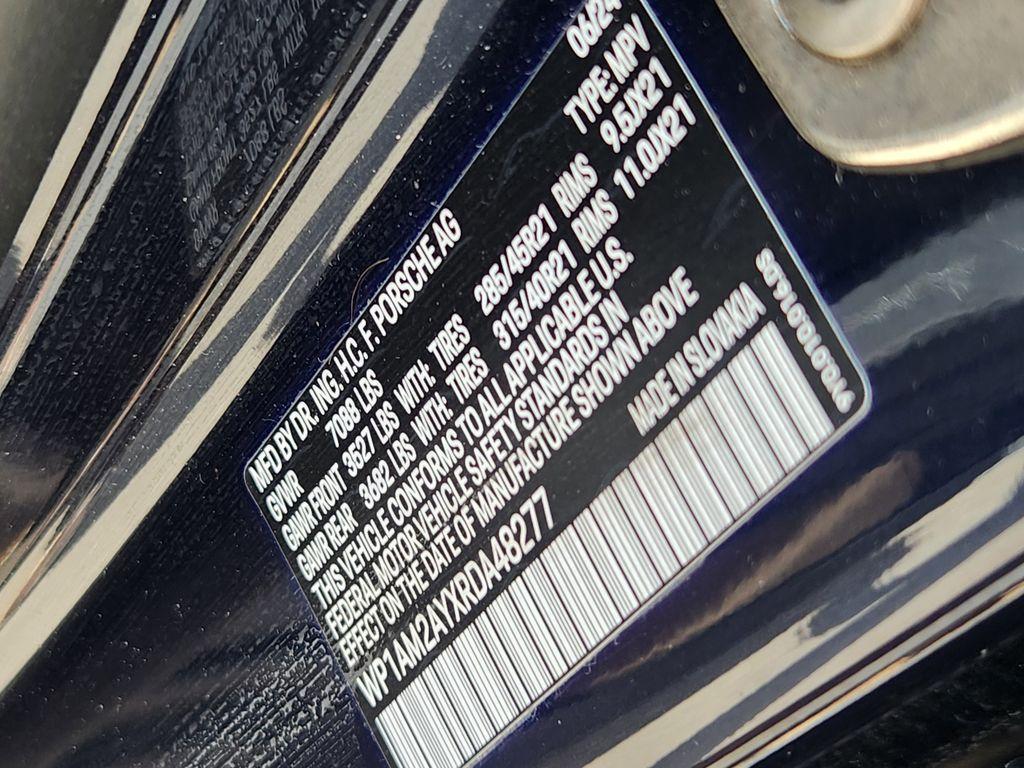 MFD BY DR. ING. H.C. F. PORSCHE AG 06/24
GVWR 7088 LBS TYPE: MPV
GAWR FRONT 3527 LBS WITH: TIRES 285/45R21 RIMS 9.5JX21
GAWR REAR 3682 LBS WITH: TIRES 315/40R21 RIMS 11.0JX21
THIS VEHICLE CONFORMS TO ALL APPLICABLE U.S.
FEDERAL MOTOR VEHICLE SAFETY STANDARDS IN
EFFECT ON THE DATE OF MANUFACTURE SHOWN ABOVE
WP1AM2AYXRDA48277 MADE IN SLOVAKIA